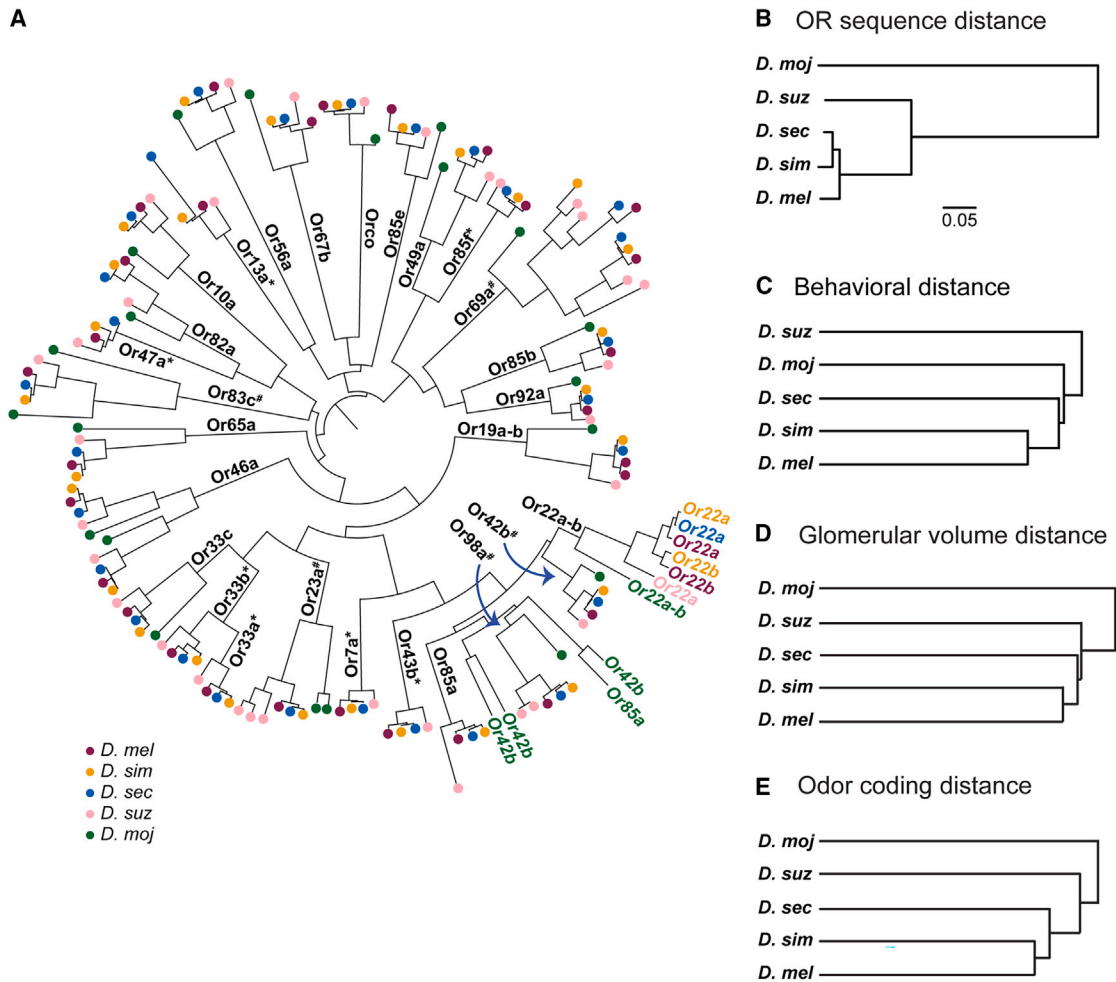 A
Or56a
Or67b
Orco
Or85e
Or49a
Or85f*
Or69a#
Or13a*
Or10a
Or82a
Or47a*
Or83c#
Or65a
Or46a
Or85b
Or92a
Or19a-b
Or33c
Or33b*
Or33a*
Or23a#
Or7a*
Or43b*
Or85a
Or42b#
Or98a#
Or22a-b
Or22a
Or22a
Or22a
Or22b
Or22b
Or22a
Or22a-b
Or42b
Or85a
Or42b
Or42b
D. mel
D. sim
D. sec
D. suz
D. moj
B OR sequence distance
D. moj
D. suz
D. sec
D. sim
D. mel
0.05
C Behavioral distance
D. suz
D. moj
D. sec
D. sim
D. mel
D Glomerular volume distance
D. moj
D. suz
D. sec
D. sim
D. mel
E Odor coding distance
D. moj
D. suz
D. sec
D. sim
D. mel